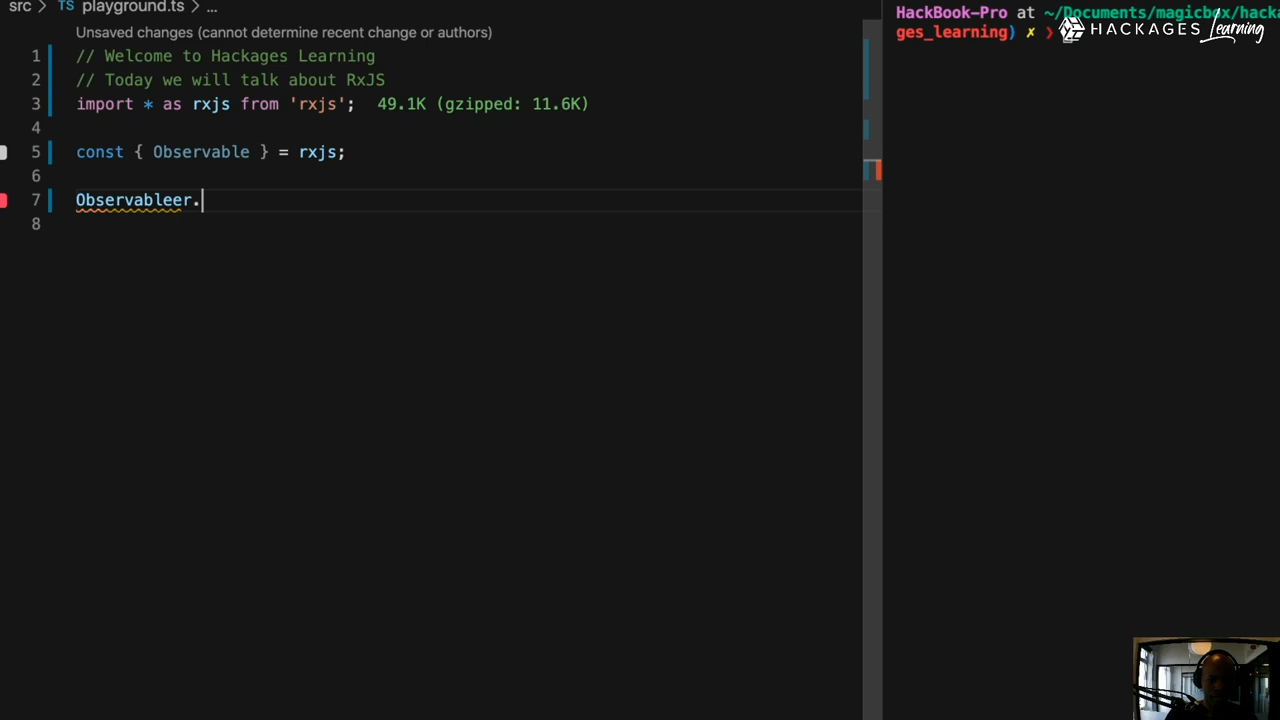 src > TS playground.ts > ...
Unsaved changes (cannot determine recent change or authors)
1 // Welcome to Hackages Learning
2 // Today we will talk about RxJS
3 import * as rxjs from 'rxjs'; 49.1K (gzipped: 11.6K)
4
5 const { Observable } = rxjs;
6
7 Observableer.
8
HackBook-Pro at ~/Documents/magicbox/hacka
ges_learning) ✗ ❯
HACKAGES Learning